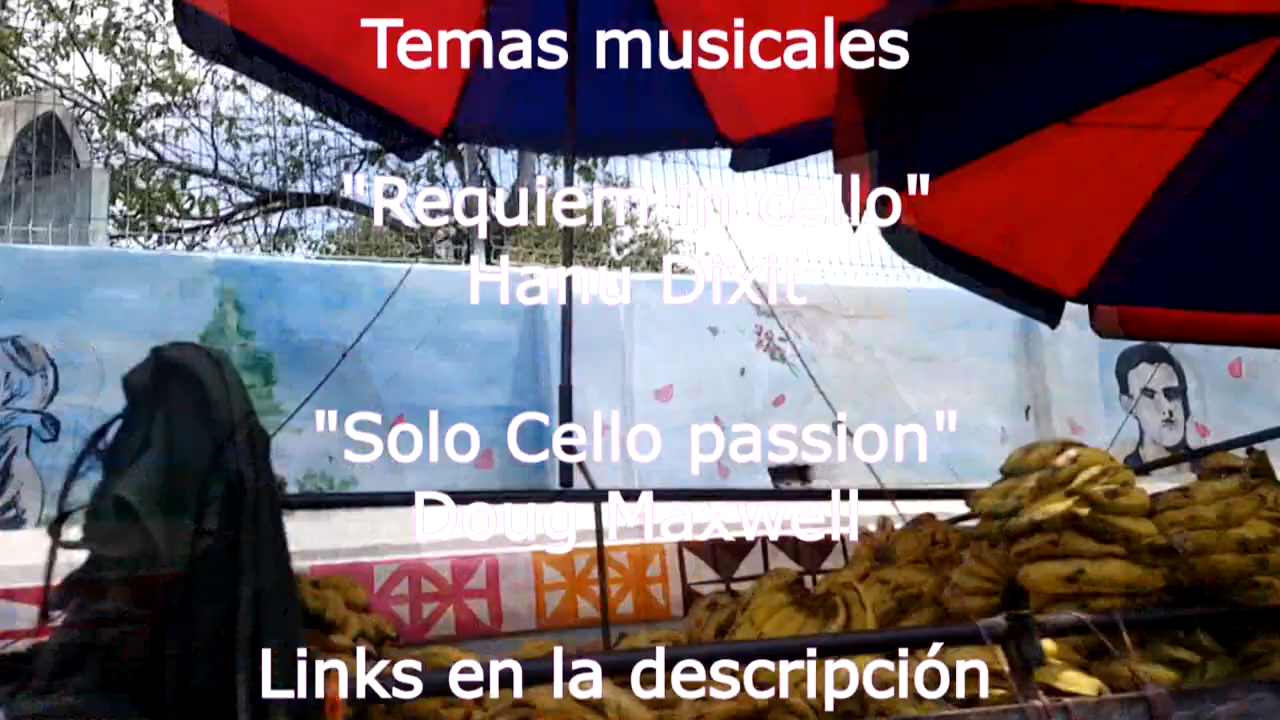 Temas musicales
"Requiem in cello"
Hanu Dixit
"Solo Cello passion"
Doug Maxwell
Links en la descripción